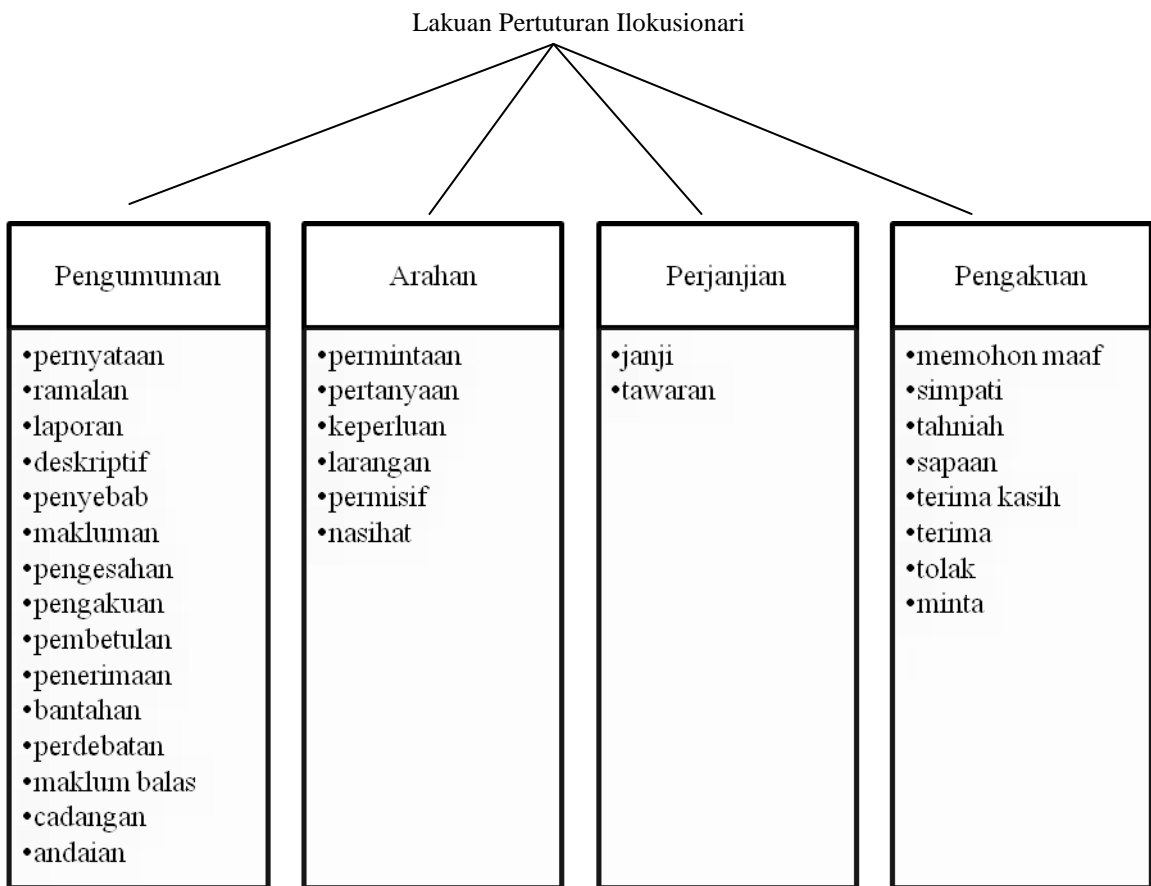 Lakuan Pertuturan Ilokusionari
Pengumuman
•pernyataan
•ramalan
•laporan
•deskriptif
•penyebab
•makluman
•pengesahan
•pengakuan
•pembetulan
•penerimaan
•bantahan
•perdebatan
•maklum balas
•cadangan
•andaian
Arahan
•permintaan
•pertanyaan
•keperluan
•larangan
•permisif
•nasihat
Perjanjian
•janji
•tawaran
Pengakuan
•memohon maaf
•simpati
•tahniah
•sapaan
•terima kasih
•terima
•tolak
•minta